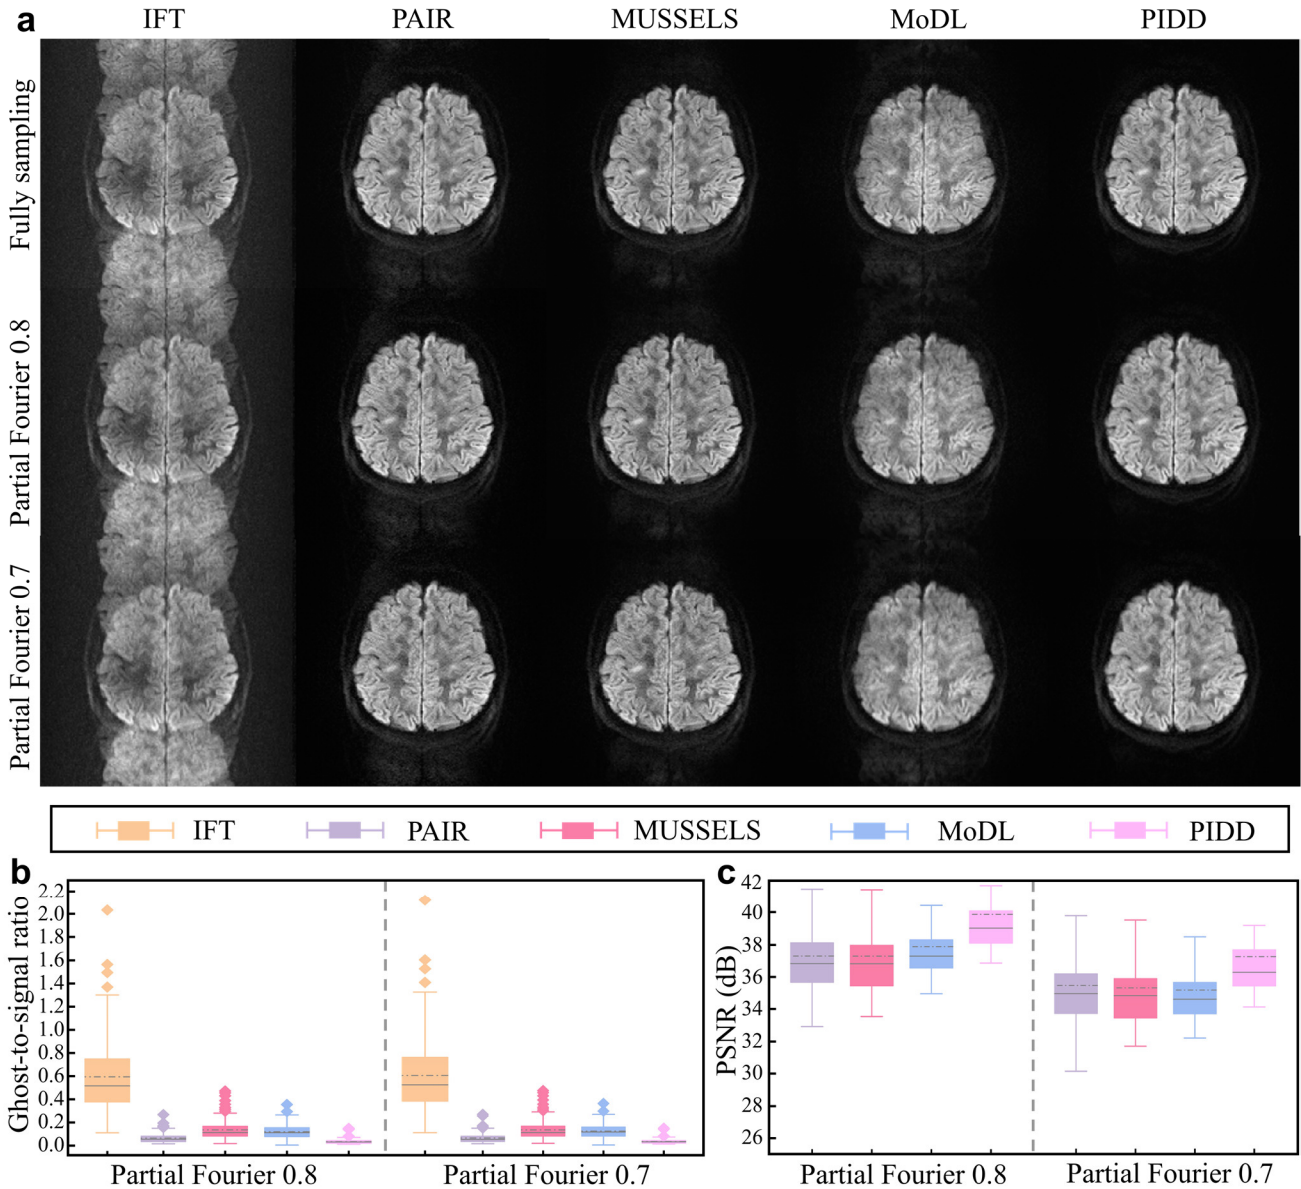 a
IFT PAIR MUSSELS MoDL PIDD
Fully sampling
Partial Fourier 0.8
Partial Fourier 0.7
IFT PAIR MUSSELS MoDL PIDD
b
Ghost-to-signal ratio
2.2
2.0
1.8
1.6
1.4
1.2
1.0
0.8
0.6
0.4
0.2
0.0
Partial Fourier 0.8 Partial Fourier 0.7
c
PSNR (dB)
42
40
38
36
34
32
30
28
26
Partial Fourier 0.8 Partial Fourier 0.7